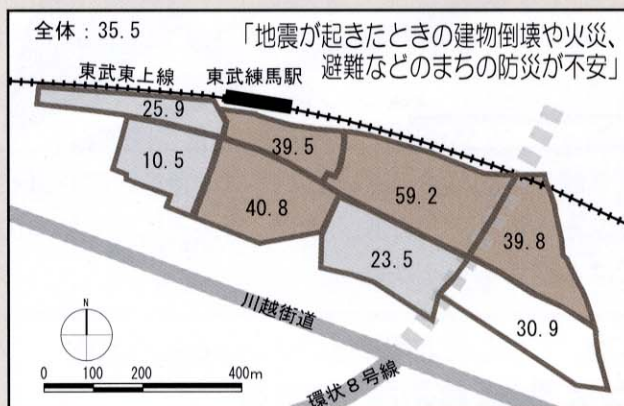 全体：35.5
「地震が起きたときの建物倒壊や火災、
避難などのまちの防災が不安」
東武東上線
東武練馬駅
25.9
39.5
10.5
59.2
40.8
39.8
23.5
30.9
川越街道
環状8号線
N
0 100 200 400m